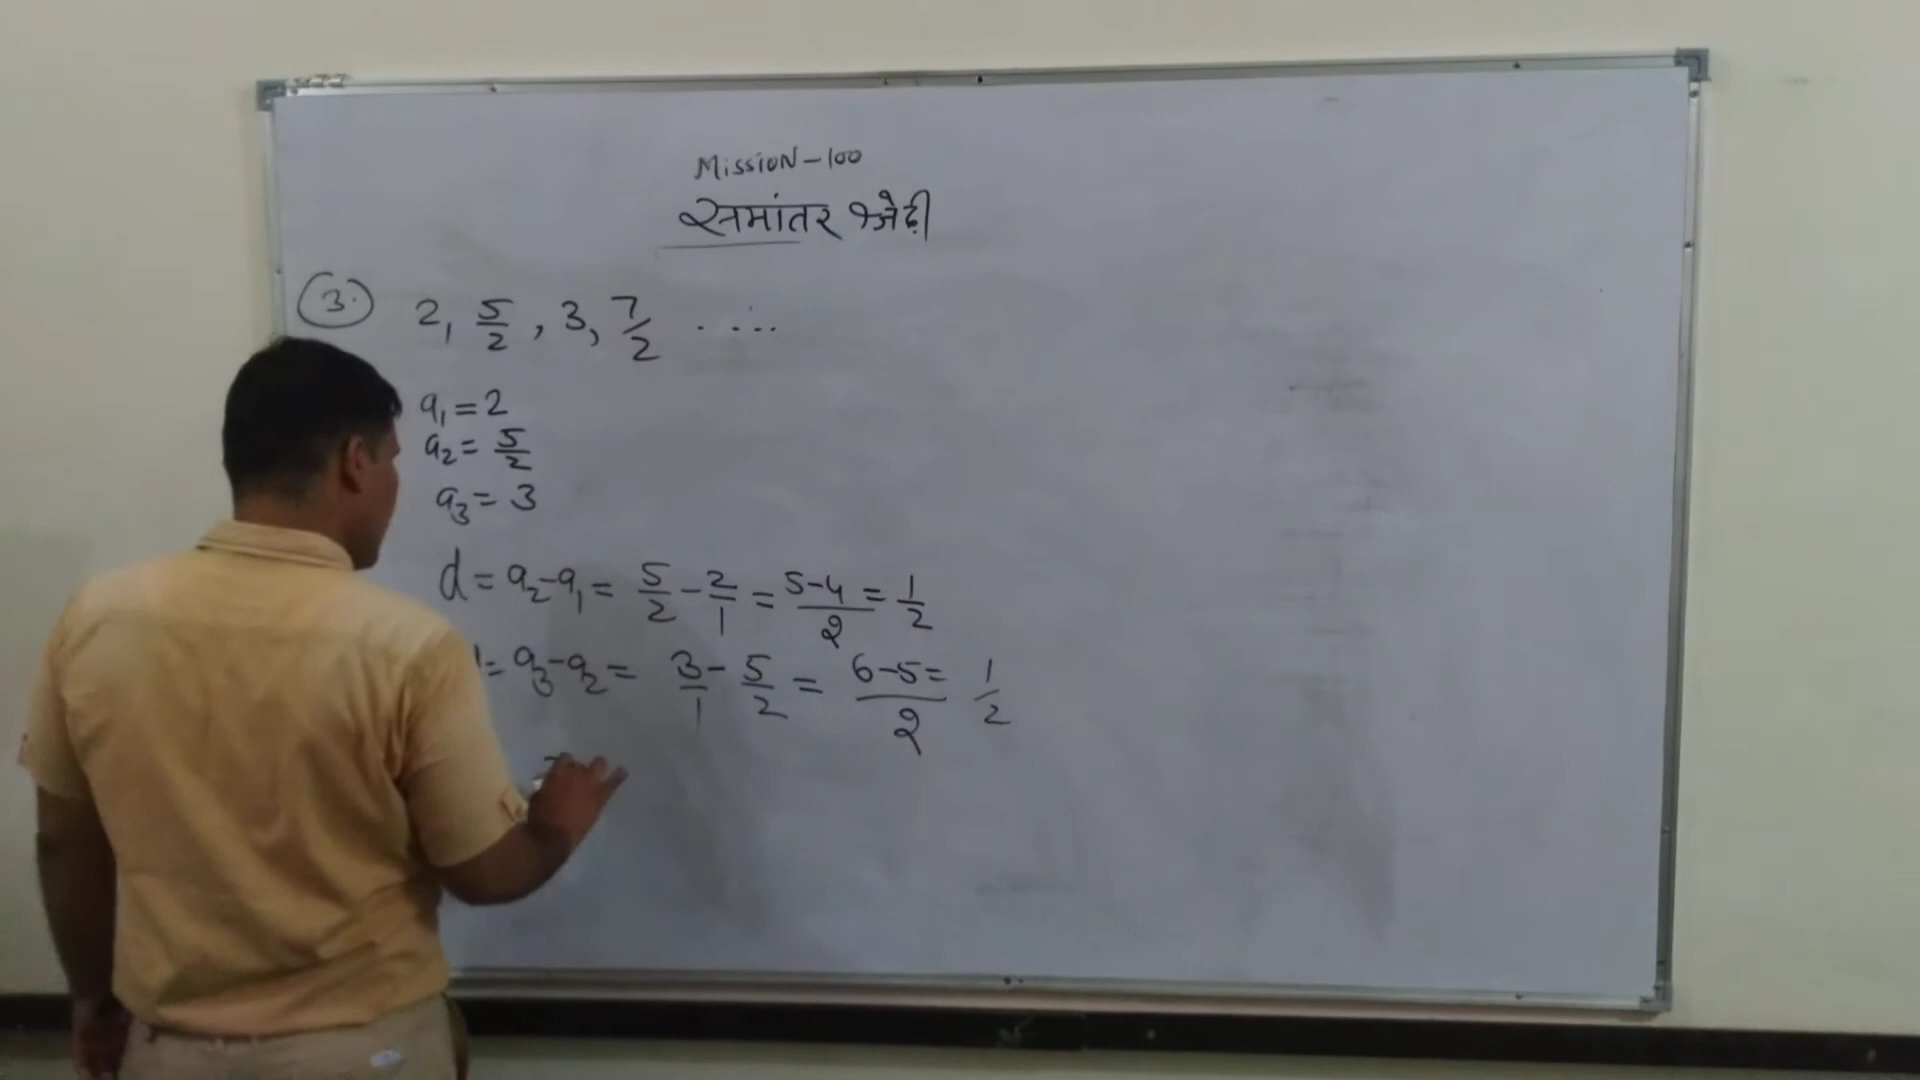 Mission-100
समांतर श्रेढ़ी
3. 2, 5/2, 3, 7/2 .....
a₁ = 2
a₂ = 5/2
a₃ = 3
d = a₂-a₁ = 5/2 - 2/1 = 5-4/2 = 1/2
= a₃-a₂ = 3/1 - 5/2 = 6-5/2 = 1/2